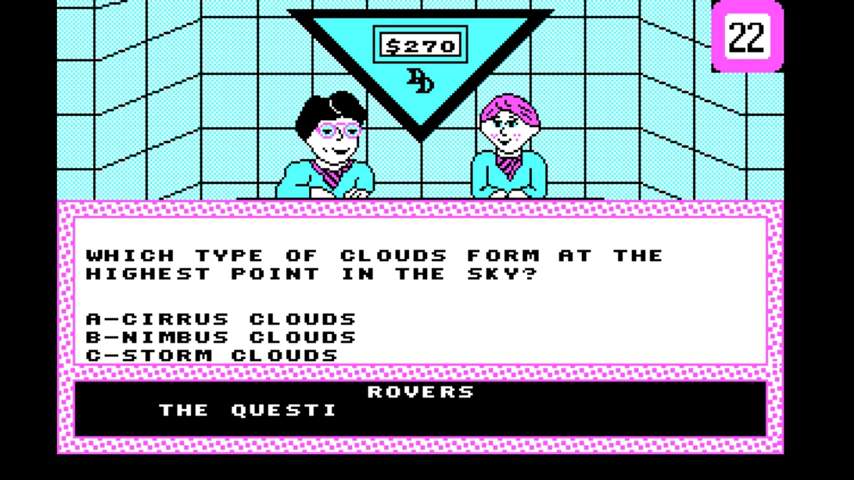 $270
22
DD
WHICH TYPE OF CLOUDS FORM AT THE
HIGHEST POINT IN THE SKY?
A-CIRRUS CLOUDS
B-NIMBUS CLOUDS
C-STORM CLOUDS
ROVERS
THE QUESTI